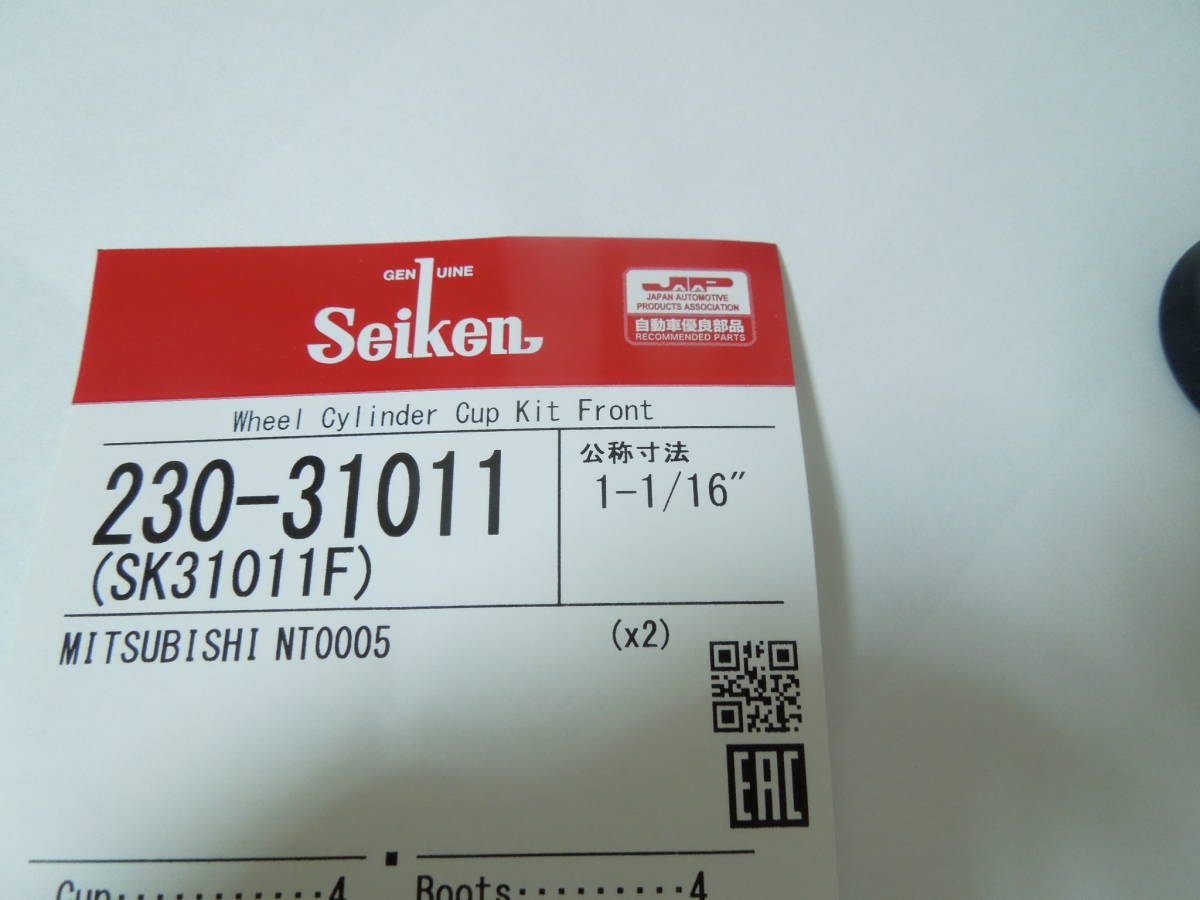 GENUINE
Seiken
JAP
JAPAN AUTOMOTIVE
PRODUCTS ASSOCIATION
自動車優良部品
RECOMMENDED PARTS
Wheel Cylinder Cup Kit Front
230-31011
(SK31011F)
公称寸法
1-1/16"
MITSUBISHI NT0005
(x2)
EAC
Cup···········4
Boots·········4